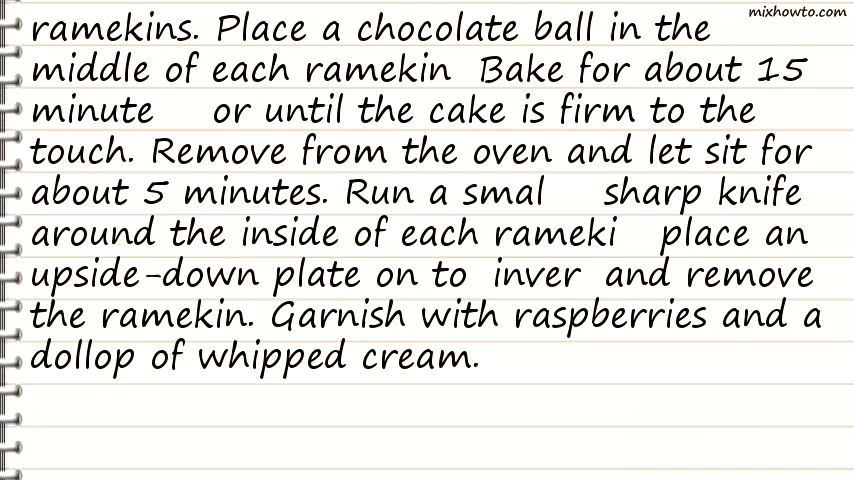 mixhowto.com
ramekins. Place a chocolate ball in the
middle of each ramekin Bake for about 15
minute or until the cake is firm to the
touch. Remove from the oven and let sit for
about 5 minutes. Run a smal sharp knife
around the inside of each rameki place an
upside-down plate on to inver and remove
the ramekin. Garnish with raspberries and a
dollop of whipped cream.